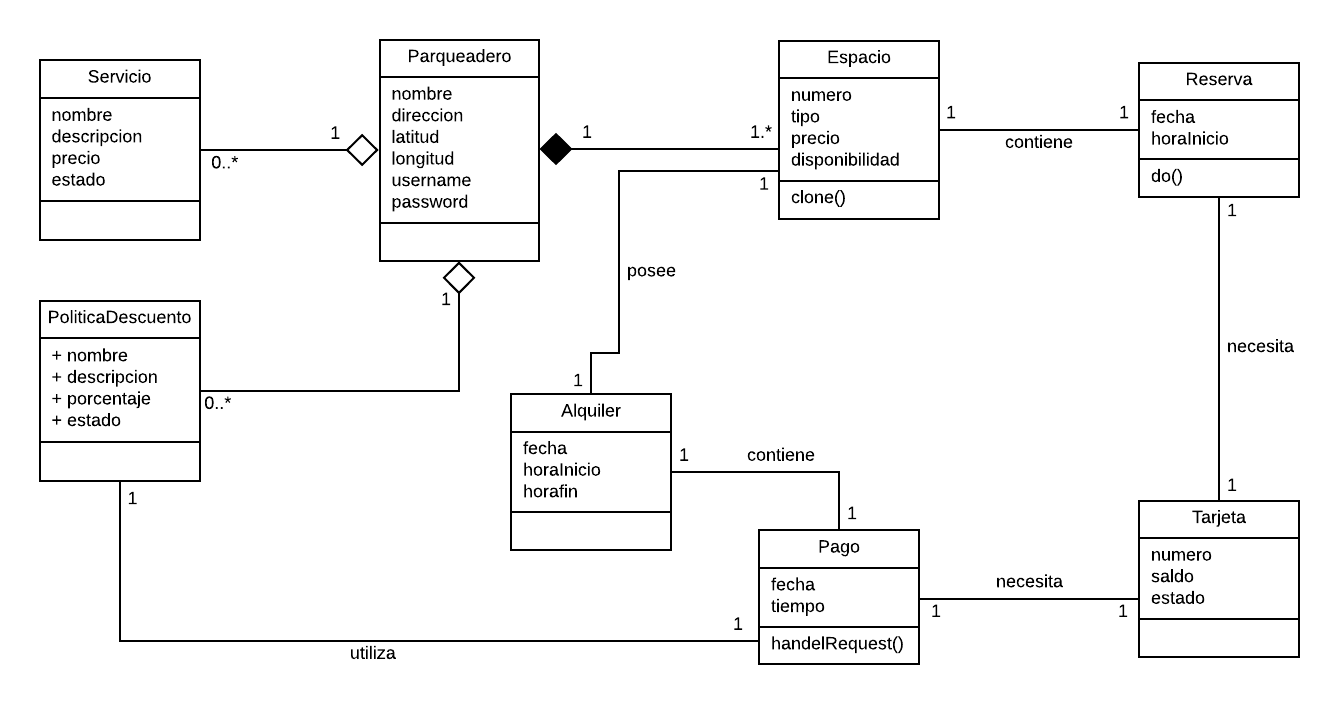 Servicio
nombre
descripcion
precio
estado
0..*
1
Parqueadero
nombre
direccion
latitud
longitud
username
password
1
1.*
Espacio
numero
tipo
precio
disponibilidad
clone()
1
1
contiene
Reserva
fecha
horaInicio
do()
1
posee
1
1
PoliticaDescuento
+ nombre
+ descripcion
+ porcentaje
+ estado
0..*
1
1
necesita
1
Alquiler
fecha
horaInicio
horafin
1
contiene
1
Pago
fecha
tiempo
handelRequest()
1
necesita
1
Tarjeta
numero
saldo
estado
1
utiliza
1